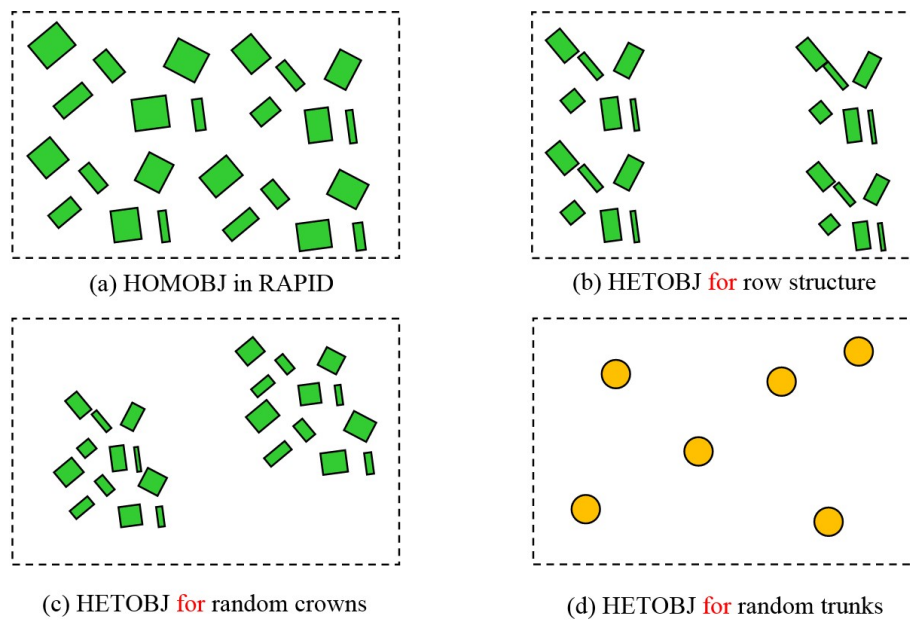 (a) HOMOBJ in RAPID
(b) HETOBJ for row structure
(c) HETOBJ for random crowns
(d) HETOBJ for random trunks